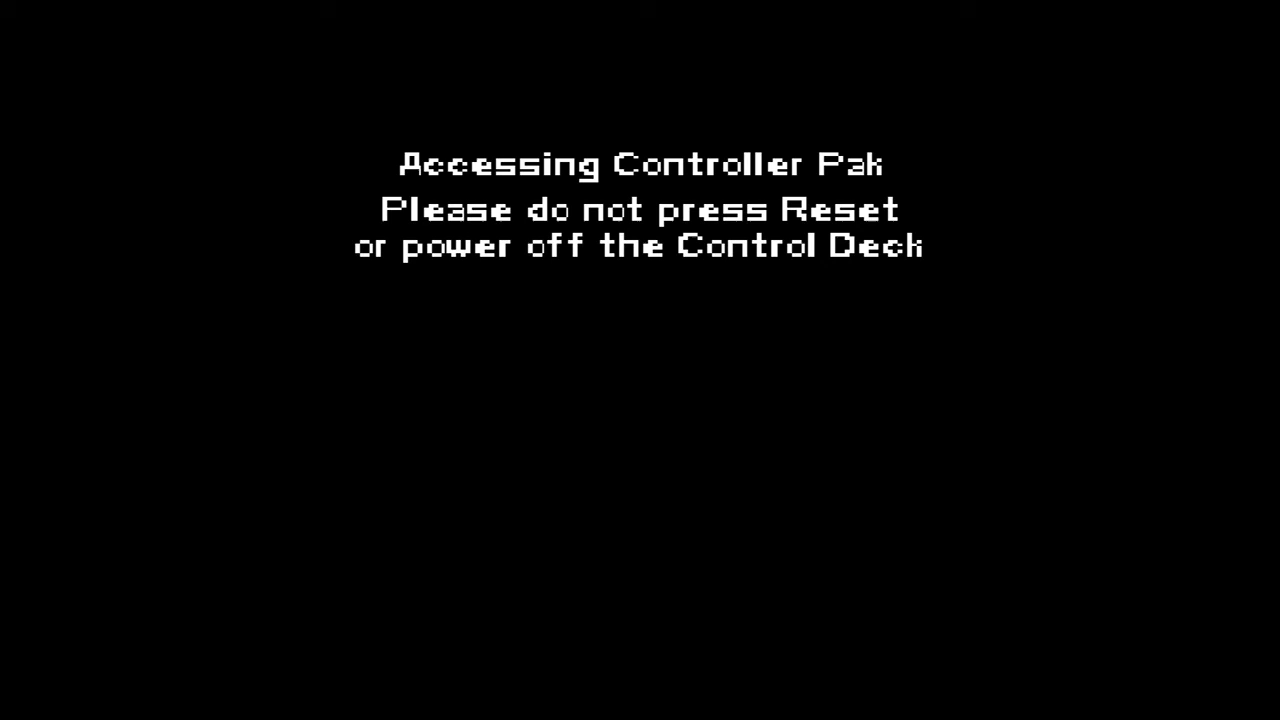 Accessing Controller Pak
Please do not press Reset
or power off the Control Deck